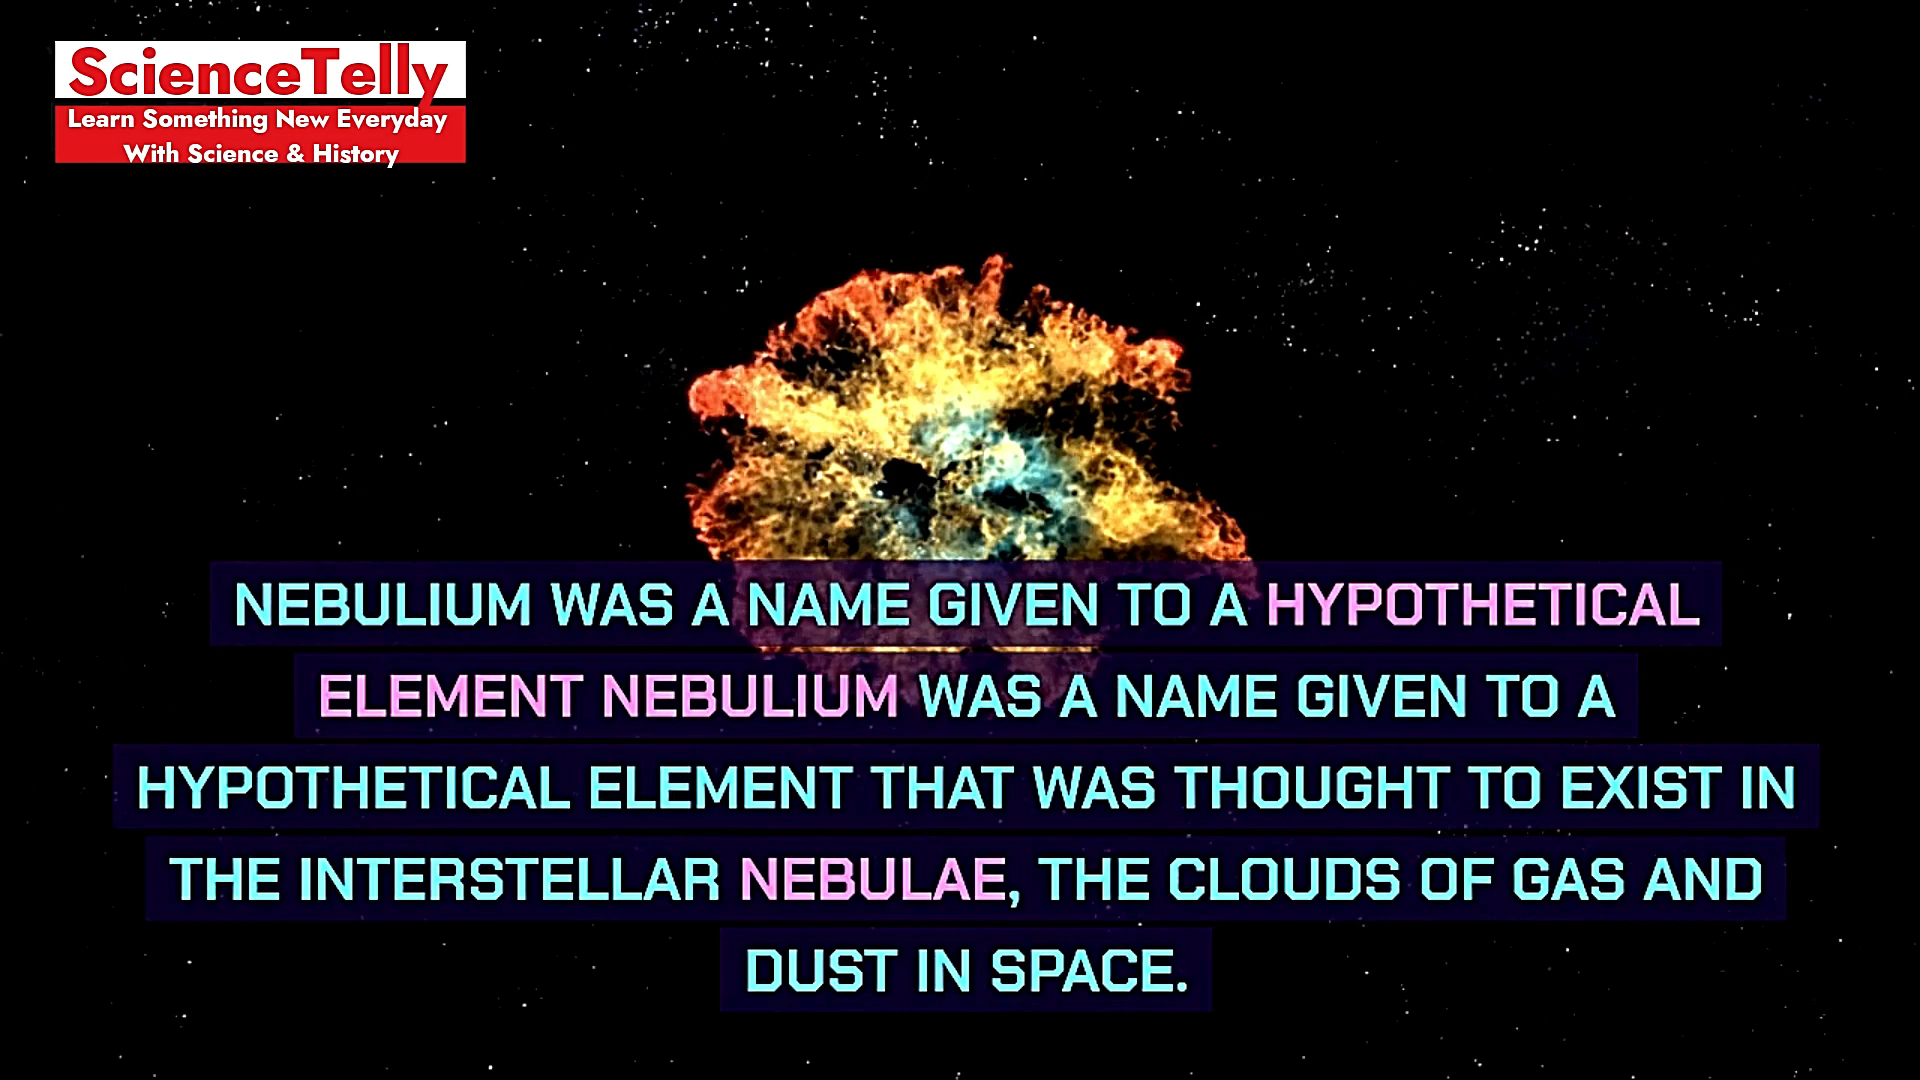 ScienceTelly
Learn Something New Everyday
With Science & History
NEBULIUM WAS A NAME GIVEN TO A HYPOTHETICAL
ELEMENT NEBULIUM WAS A NAME GIVEN TO A
HYPOTHETICAL ELEMENT THAT WAS THOUGHT TO EXIST IN
THE INTERSTELLAR NEBULAE, THE CLOUDS OF GAS AND
DUST IN SPACE.